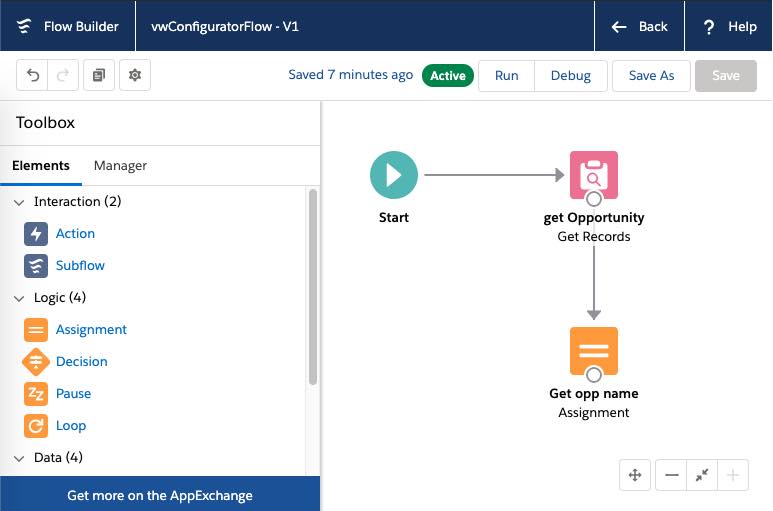 Flow Builder
vwConfiguratorFlow - V1
Back
? Help
Saved 7 minutes ago
Active
Run
Debug
Save As
Save
Toolbox
Elements
Manager
Interaction (2)
Action
Subflow
Logic (4)
Assignment
Decision
Pause
Loop
Data (4)
Get more on the AppExchange
Start
get Opportunity
Get Records
Get opp name
Assignment